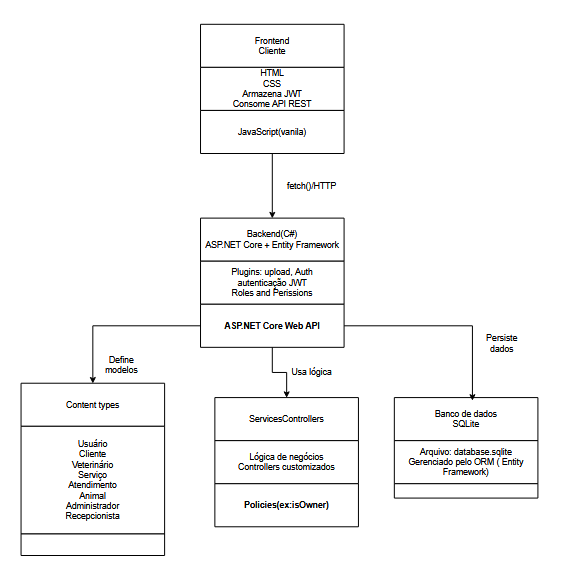 Frontend
Cliente
HTML
CSS
Armazena JWT
Consome API REST
JavaScript(vanila)
fetch()/HTTP
Backend(C#)
ASP.NET Core + Entity Framework
Plugins: upload, Auth
autenticação JWT
Roles and Perissions
ASP.NET Core Web API
Define
modelos
Usa lógica
Persiste
dados
Content types
Usuário
Cliente
Veterinário
Serviço
Atendimento
Animal
Administrador
Recepcionista
ServicesControllers
Lógica de negócios
Controllers customizados
Policies(ex:isOwner)
Banco de dados
SQLite
Arquivo: database.sqlite
Gerenciado pelo ORM ( Entity
Framework)